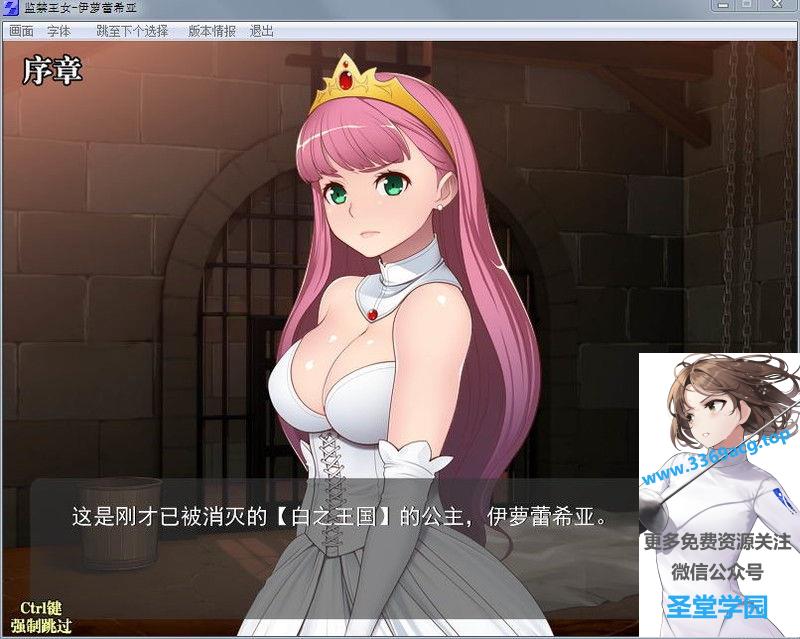 监禁王女-伊萝蕾希亚
画面 字体 跳至下个选择 版本情报 退出
序章
这是刚才已被消灭的【白之王国】的公主，伊萝蕾希亚。
Ctrl键
强制跳过
www.3369acg.top
更多免费资源关注
微信公众号
圣堂学园